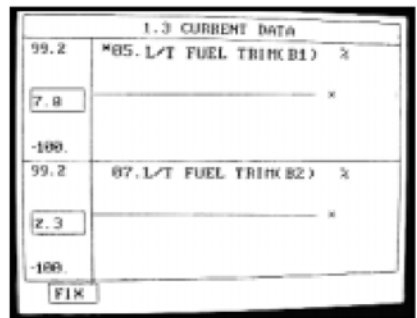 1.3 CURRENT DATA
99.2 *05.L/T FUEL TRIM(B1) %
7.8
-100.
99.2 07.L/T FUEL TRIM(B2) %
2.3
-100.
FIX